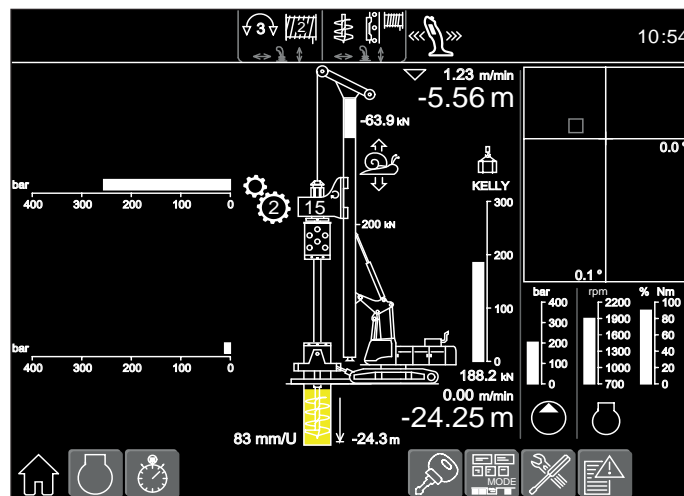 3 2 10:54
1.23 m/min
-5.56 m
-63.9 kN
0.0 °
bar
400 300 200 100 0
2 15
KELLY
300
200 kN
200
100
0
188.2 kN
0.1 °
bar rpm % Nm
400 2200 100
300 1900 80
1600 60
200 1300 40
100 1000 20
0 700 0
bar
400 300 200 100 0
0.00 m/min
-24.25 m
83 mm/U -24.3 m
MODE